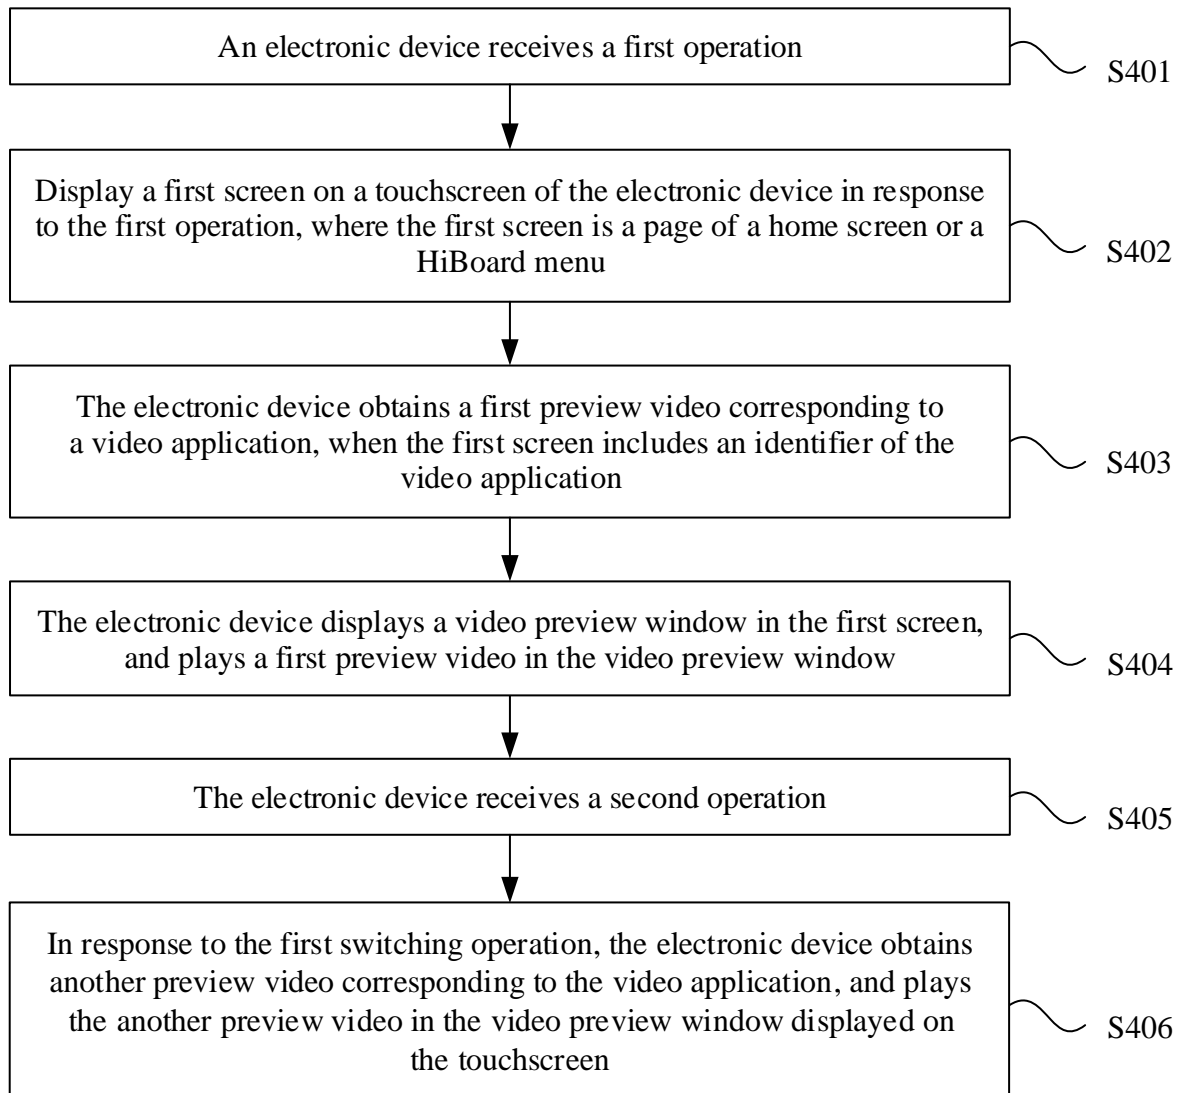 An electronic device receives a first operation
S401
Display a first screen on a touchscreen of the electronic device in response
to the first operation, where the first screen is a page of a home screen or a
HiBoard menu
S402
The electronic device obtains a first preview video corresponding to
a video application, when the first screen includes an identifier of the
video application
S403
The electronic device displays a video preview window in the first screen,
and plays a first preview video in the video preview window
S404
The electronic device receives a second operation
S405
In response to the first switching operation, the electronic device obtains
another preview video corresponding to the video application, and plays
the another preview video in the video preview window displayed on
the touchscreen
S406